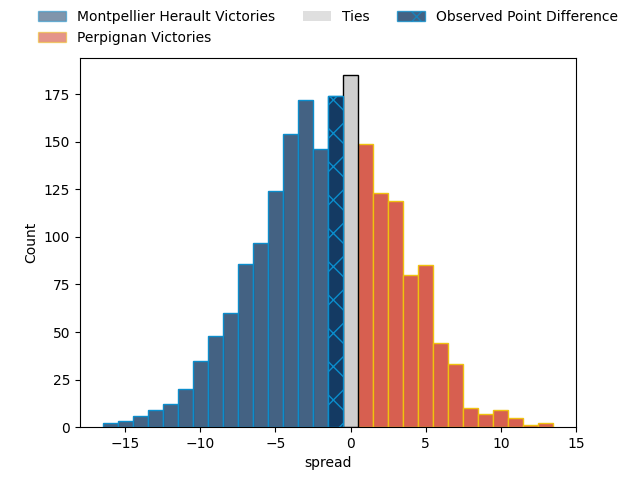 Montpellier Herault Victories
Ties
Observed Point Difference
Perpignan Victories
175
150
125
100
75
50
25
0
Count
−15
−10
−5
0
5
10
15
spread